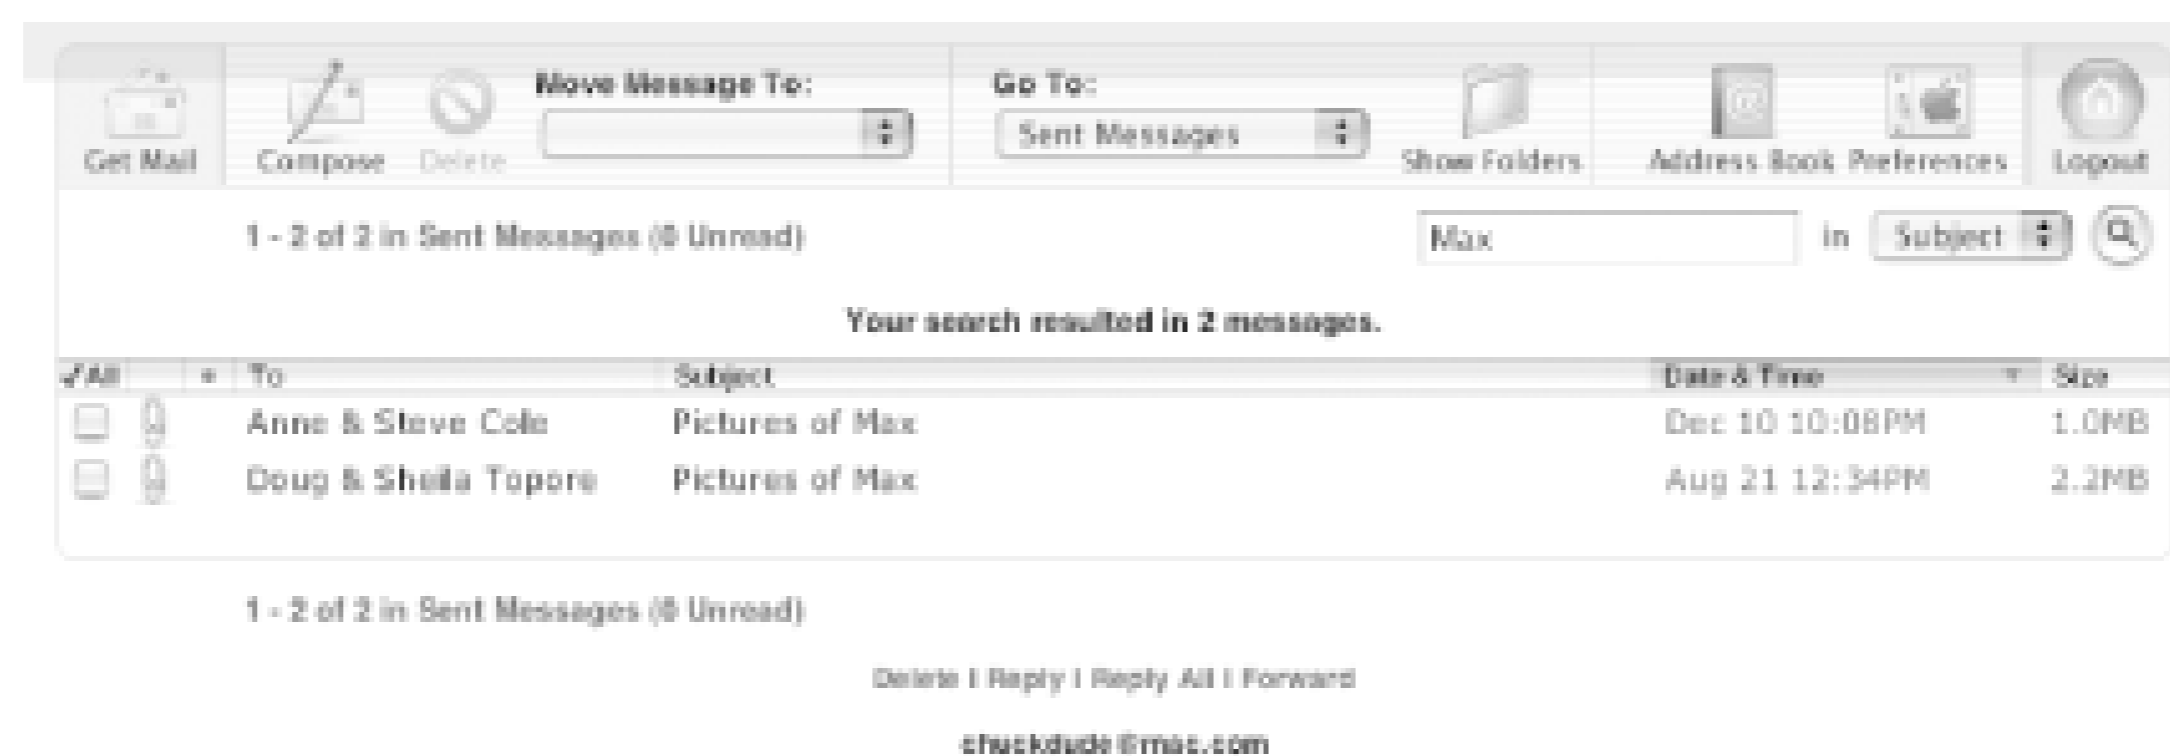 Move Message To: Go To:
Sent Messages
Get Mail Compose Delete Show Folders Address Book Preferences Logout
1 - 2 of 2 in Sent Messages (0 Unread) Max in Subject
Your search resulted in 2 messages.
✓All • To Subject Date & Time Size
Anne & Steve Cole Pictures of Max Dec 10 10:08PM 1.0MB
Doug & Sheila Topore Pictures of Max Aug 21 12:34PM 2.2MB
1 - 2 of 2 in Sent Messages (0 Unread)
Delete | Reply | Reply All | Forward
chuckdude@mac.com